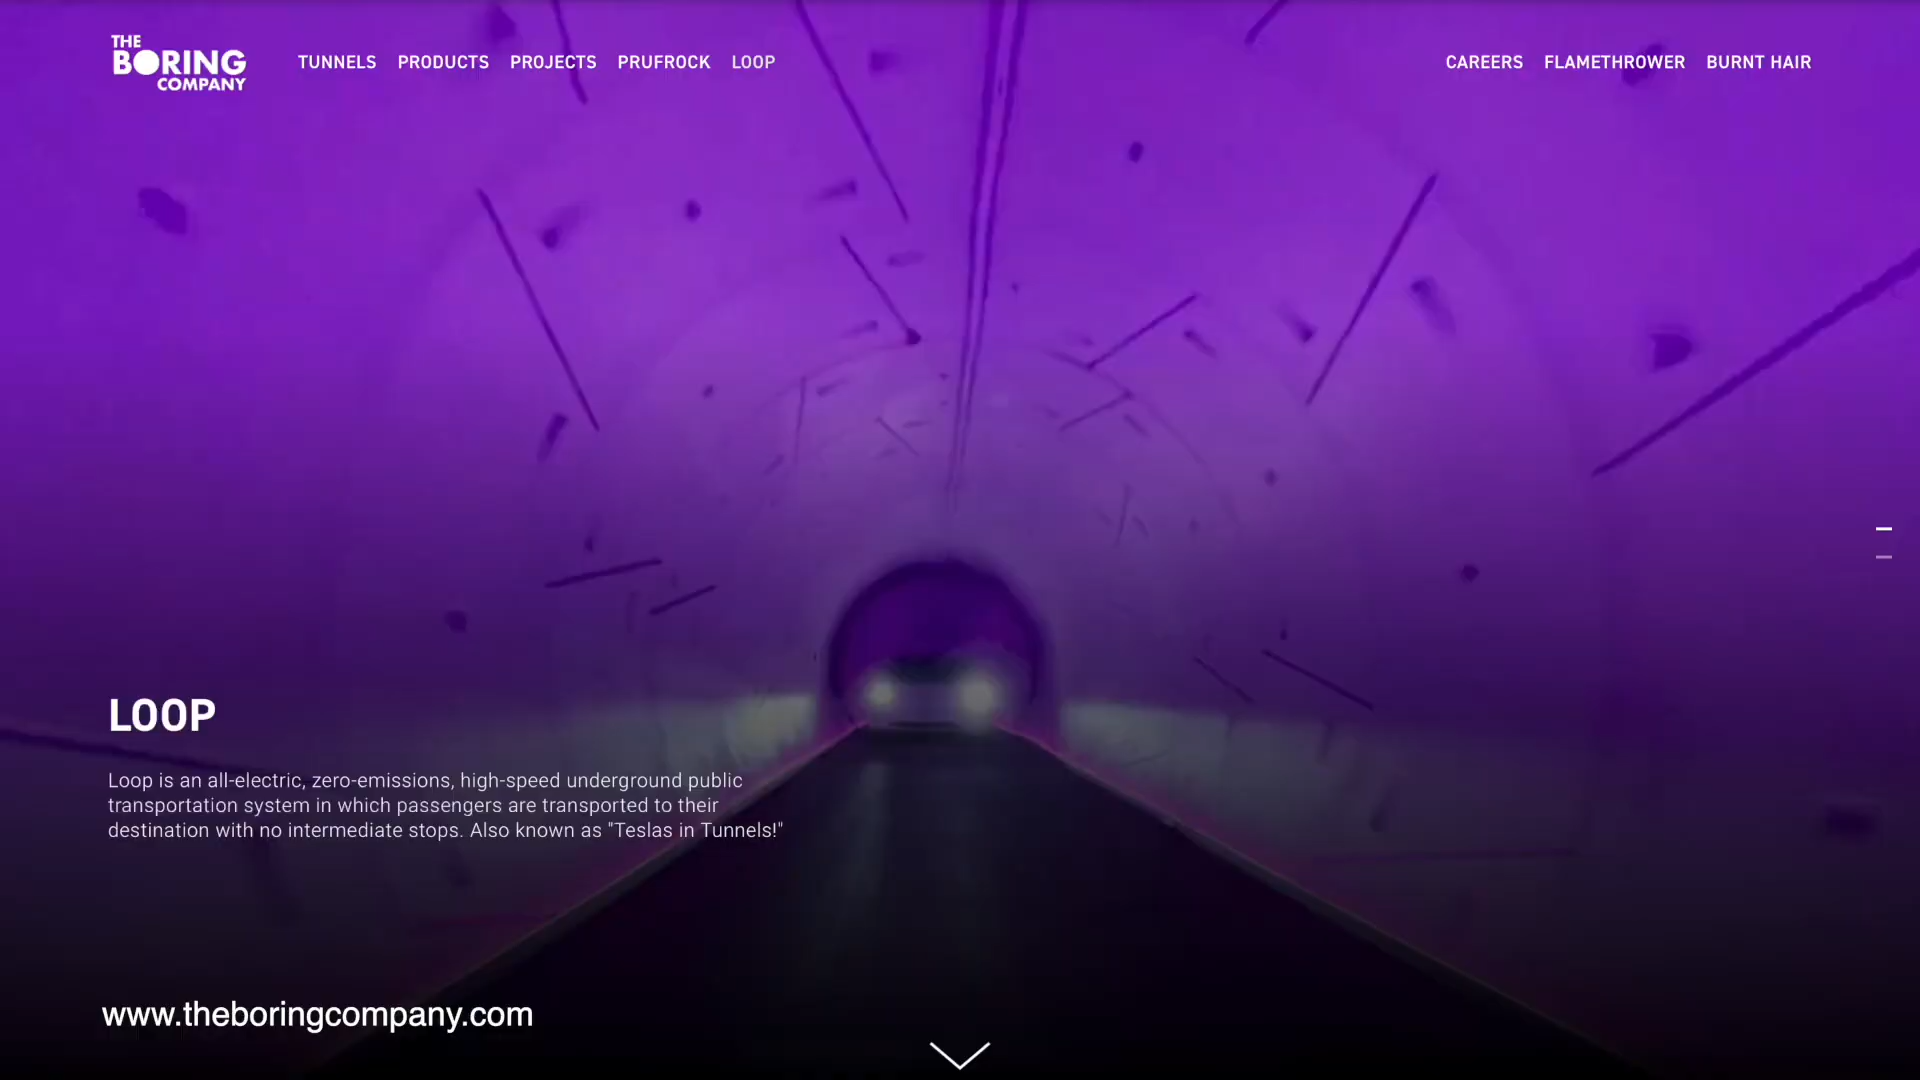 THE
BORING
COMPANY
TUNNELS PRODUCTS PROJECTS PRUFROCK LOOP
CAREERS FLAMETHROWER BURNT HAIR
LOOP
Loop is an all-electric, zero-emissions, high-speed underground public
transportation system in which passengers are transported to their
destination with no intermediate stops. Also known as "Teslas in Tunnels!"
www.theboringcompany.com